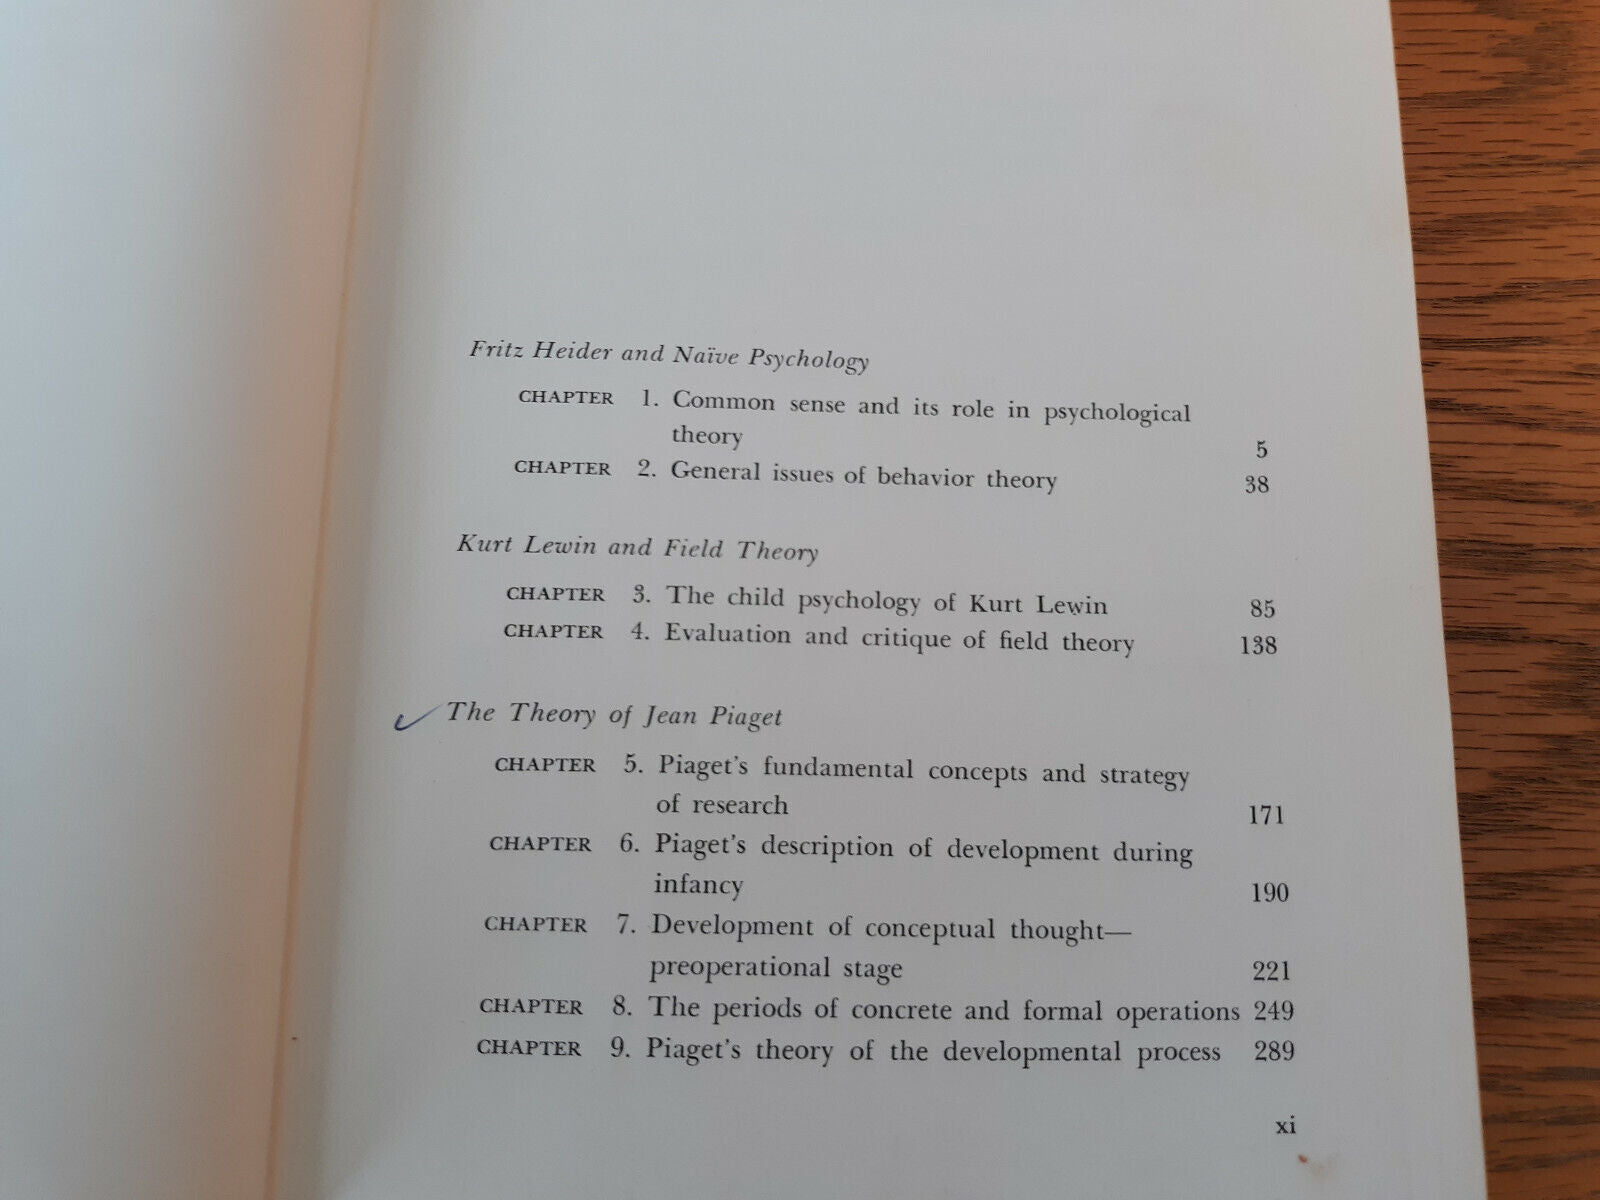 Fritz Heider and Naïve Psychology
CHAPTER 1. Common sense and its role in psychological
theory 5
CHAPTER 2. General issues of behavior theory 38
Kurt Lewin and Field Theory
CHAPTER 3. The child psychology of Kurt Lewin 85
CHAPTER 4. Evaluation and critique of field theory 138
The Theory of Jean Piaget
CHAPTER 5. Piaget's fundamental concepts and strategy
of research 171
CHAPTER 6. Piaget's description of development during
infancy 190
CHAPTER 7. Development of conceptual thought—
preoperational stage 221
CHAPTER 8. The periods of concrete and formal operations 249
CHAPTER 9. Piaget's theory of the developmental process 289
xi